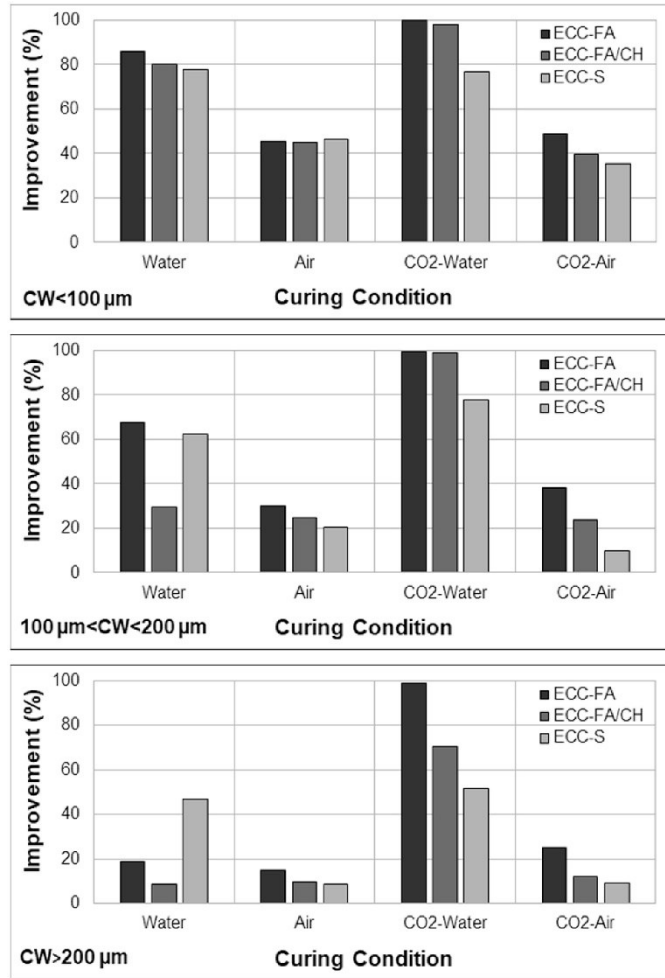 Improvement (%)
100
80
60
40
20
0
ECC-FA
ECC-FA/CH
ECC-S
Water
Air
CO2-Water
CO2-Air
CW<100 µm
Curing Condition
Improvement (%)
100
80
60
40
20
0
ECC-FA
ECC-FA/CH
ECC-S
Water
Air
CO2-Water
CO2-Air
100 µm<CW<200 µm
Curing Condition
Improvement (%)
100
80
60
40
20
0
ECC-FA
ECC-FA/CH
ECC-S
Water
Air
CO2-Water
CO2-Air
CW>200 µm
Curing Condition